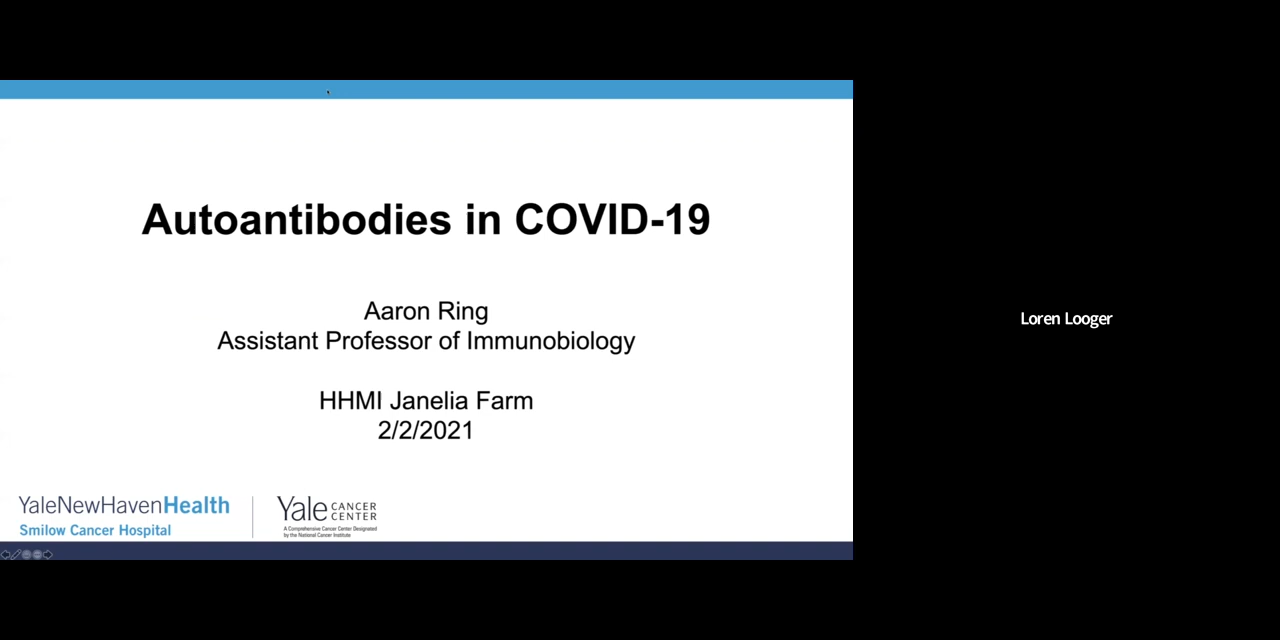 Autoantibodies in COVID-19
Aaron Ring
Assistant Professor of Immunobiology
HHMI Janelia Farm
2/2/2021
YaleNewHavenHealth
Smilow Cancer Hospital
Yale CANCER CENTER
A Comprehensive Cancer Center Designated
by the National Cancer Institute
Loren Looger